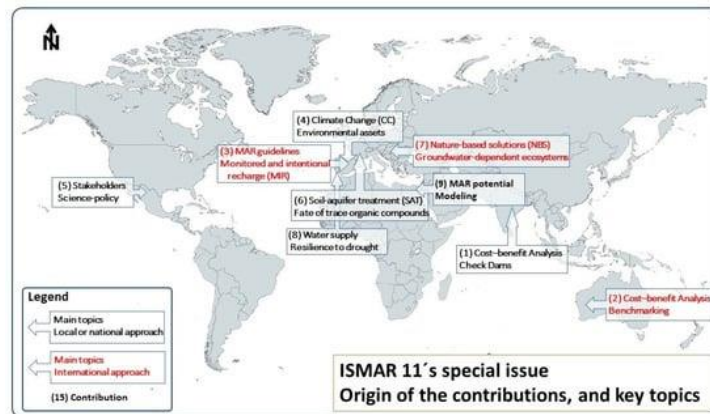 N
(4) Climate Change (CC)
Environmental assets
(3) MAR guidelines
Monitored and intentional
recharge (MIR)
(7) Nature-based solutions (NBS)
Groundwater-dependent ecosystems
(5) Stakeholders
Science-policy
(9) MAR potential
Modeling
(6) Soil-aquifer treatment (SAT)
Fate of trace organic compounds
(8) Water supply
Resilience to drought
(1) Cost–benefit Analysis
Check Dams
(2) Cost–benefit Analysis
Benchmarking
Legend
Main topics
Local or national approach
Main topics
International approach
(15) Contribution
ISMAR 11´s special issue
Origin of the contributions, and key topics